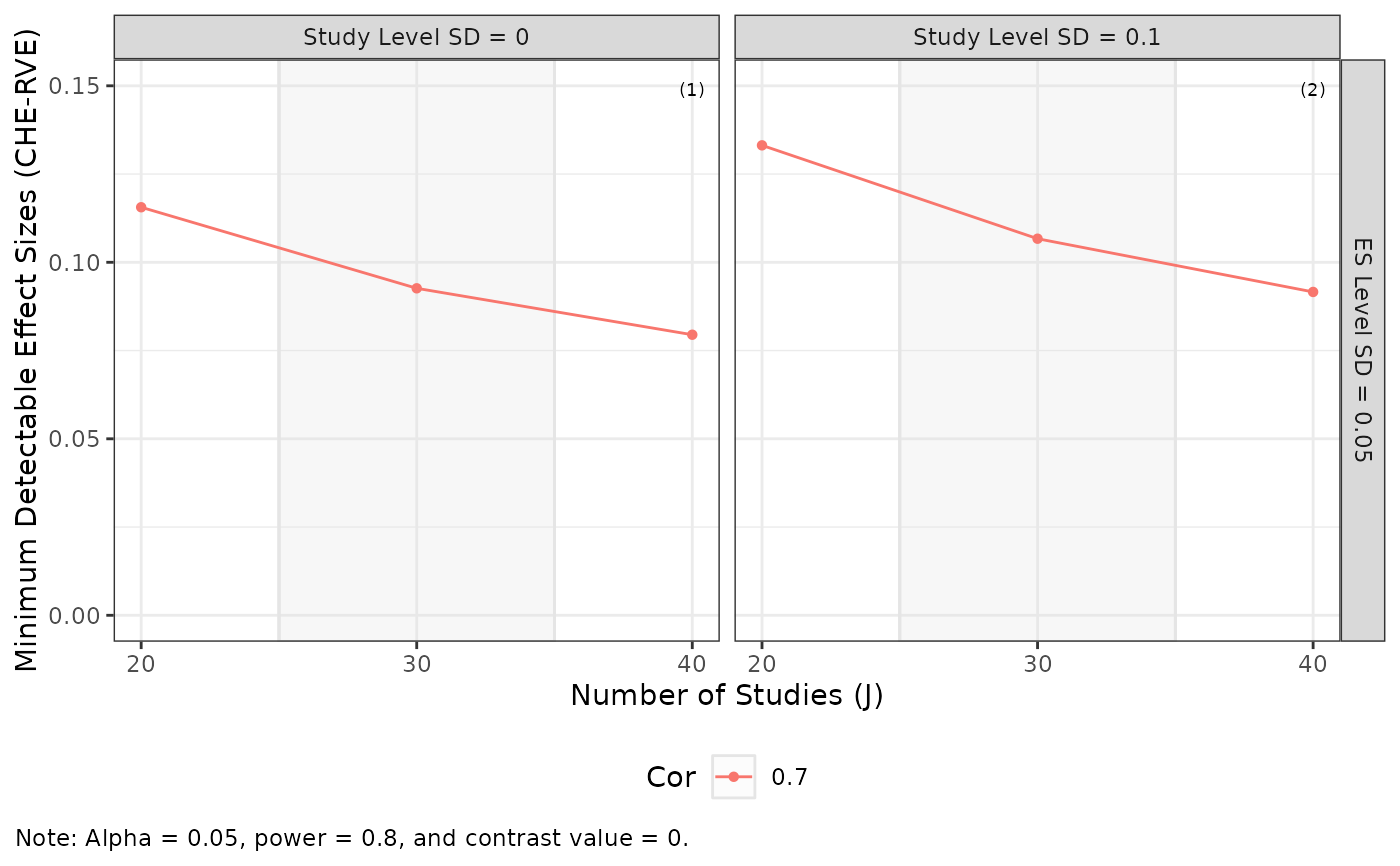 Study Level SD = 0
Study Level SD = 0.1
Minimum Detectable Effect Sizes (CHE-RVE)
0.15
0.10
0.05
0.00
(1)
(2)
ES Level SD = 0.05
20
30
40
20
30
40
Number of Studies (J)
Cor
0.7
Note: Alpha = 0.05, power = 0.8, and contrast value = 0.